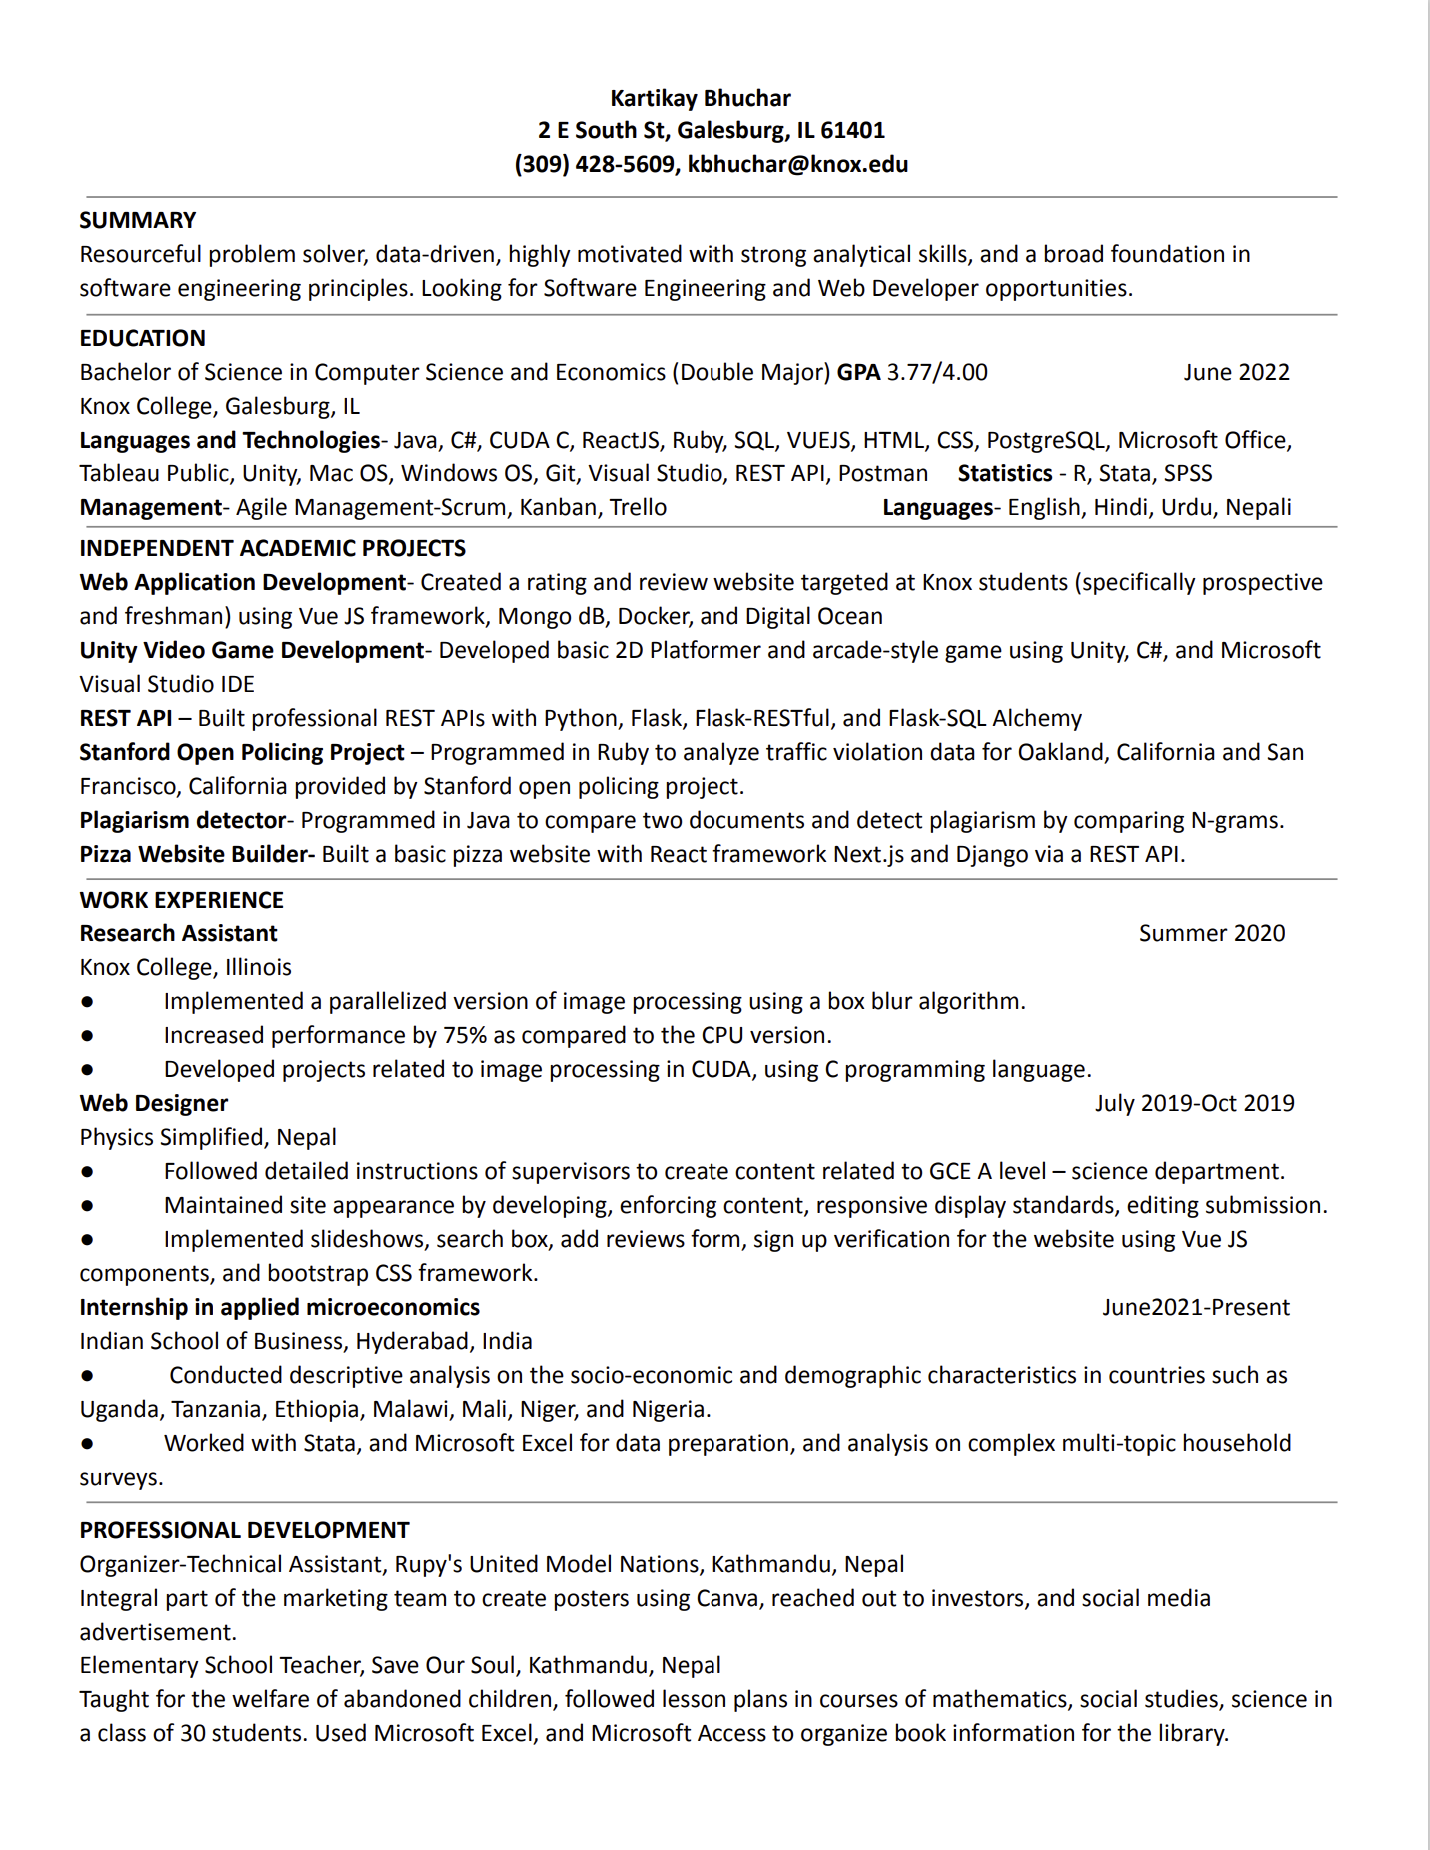 Kartikay Bhuchar
2 E South St, Galesburg, IL 61401
(309) 428-5609, kbhuchar@knox.edu
SUMMARY
Resourceful problem solver, data-driven, highly motivated with strong analytical skills, and a broad foundation in
software engineering principles. Looking for Software Engineering and Web Developer opportunities.
EDUCATION
Bachelor of Science in Computer Science and Economics (Double Major) GPA 3.77/4.00 June 2022
Knox College, Galesburg, IL
Languages and Technologies- Java, C#, CUDA C, ReactJS, Ruby, SQL, VUEJS, HTML, CSS, PostgreSQL, Microsoft Office,
Tableau Public, Unity, Mac OS, Windows OS, Git, Visual Studio, REST API, Postman Statistics - R, Stata, SPSS
Management- Agile Management-Scrum, Kanban, Trello Languages- English, Hindi, Urdu, Nepali
INDEPENDENT ACADEMIC PROJECTS
Web Application Development- Created a rating and review website targeted at Knox students (specifically prospective
and freshman) using Vue JS framework, Mongo dB, Docker, and Digital Ocean
Unity Video Game Development- Developed basic 2D Platformer and arcade-style game using Unity, C#, and Microsoft
Visual Studio IDE
REST API – Built professional REST APIs with Python, Flask, Flask-RESTful, and Flask-SQL Alchemy
Stanford Open Policing Project – Programmed in Ruby to analyze traffic violation data for Oakland, California and San
Francisco, California provided by Stanford open policing project.
Plagiarism detector- Programmed in Java to compare two documents and detect plagiarism by comparing N-grams.
Pizza Website Builder- Built a basic pizza website with React framework Next.js and Django via a REST API.
WORK EXPERIENCE
Research Assistant Summer 2020
Knox College, Illinois
● Implemented a parallelized version of image processing using a box blur algorithm.
● Increased performance by 75% as compared to the CPU version.
● Developed projects related to image processing in CUDA, using C programming language.
Web Designer July 2019-Oct 2019
Physics Simplified, Nepal
● Followed detailed instructions of supervisors to create content related to GCE A level – science department.
● Maintained site appearance by developing, enforcing content, responsive display standards, editing submission.
● Implemented slideshows, search box, add reviews form, sign up verification for the website using Vue JS
components, and bootstrap CSS framework.
Internship in applied microeconomics June2021-Present
Indian School of Business, Hyderabad, India
● Conducted descriptive analysis on the socio-economic and demographic characteristics in countries such as
Uganda, Tanzania, Ethiopia, Malawi, Mali, Niger, and Nigeria.
● Worked with Stata, and Microsoft Excel for data preparation, and analysis on complex multi-topic household
surveys.
PROFESSIONAL DEVELOPMENT
Organizer-Technical Assistant, Rupy's United Model Nations, Kathmandu, Nepal
Integral part of the marketing team to create posters using Canva, reached out to investors, and social media
advertisement.
Elementary School Teacher, Save Our Soul, Kathmandu, Nepal
Taught for the welfare of abandoned children, followed lesson plans in courses of mathematics, social studies, science in
a class of 30 students. Used Microsoft Excel, and Microsoft Access to organize book information for the library.